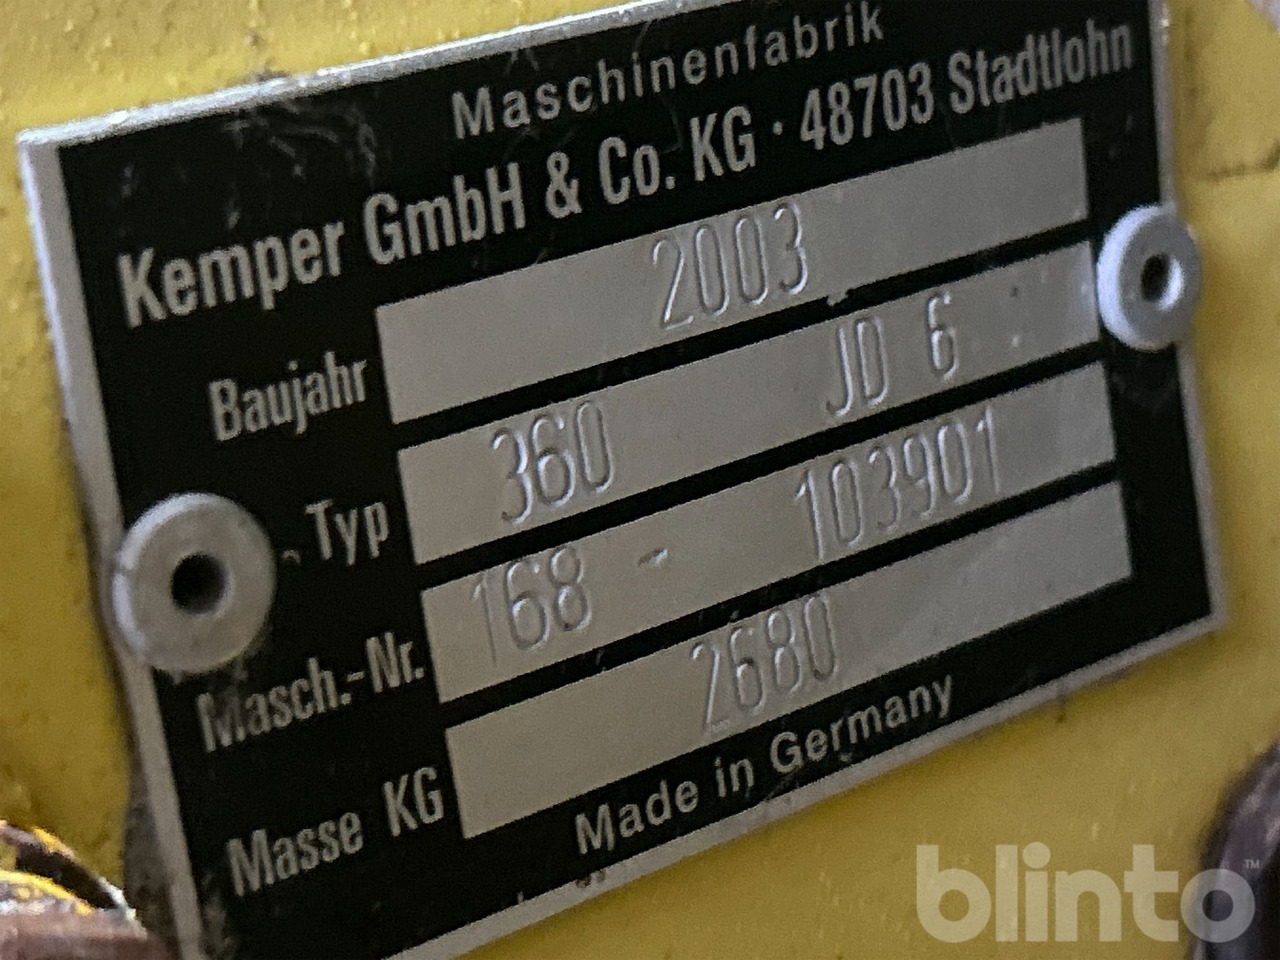 Maschinenfabrik
Kemper GmbH & Co. KG · 48703 Stadtlohn
Baujahr 2003
Typ 360 JD 6
Masch.-Nr. 168 - 103901
Masse KG 2680
Made in Germany
blinto™